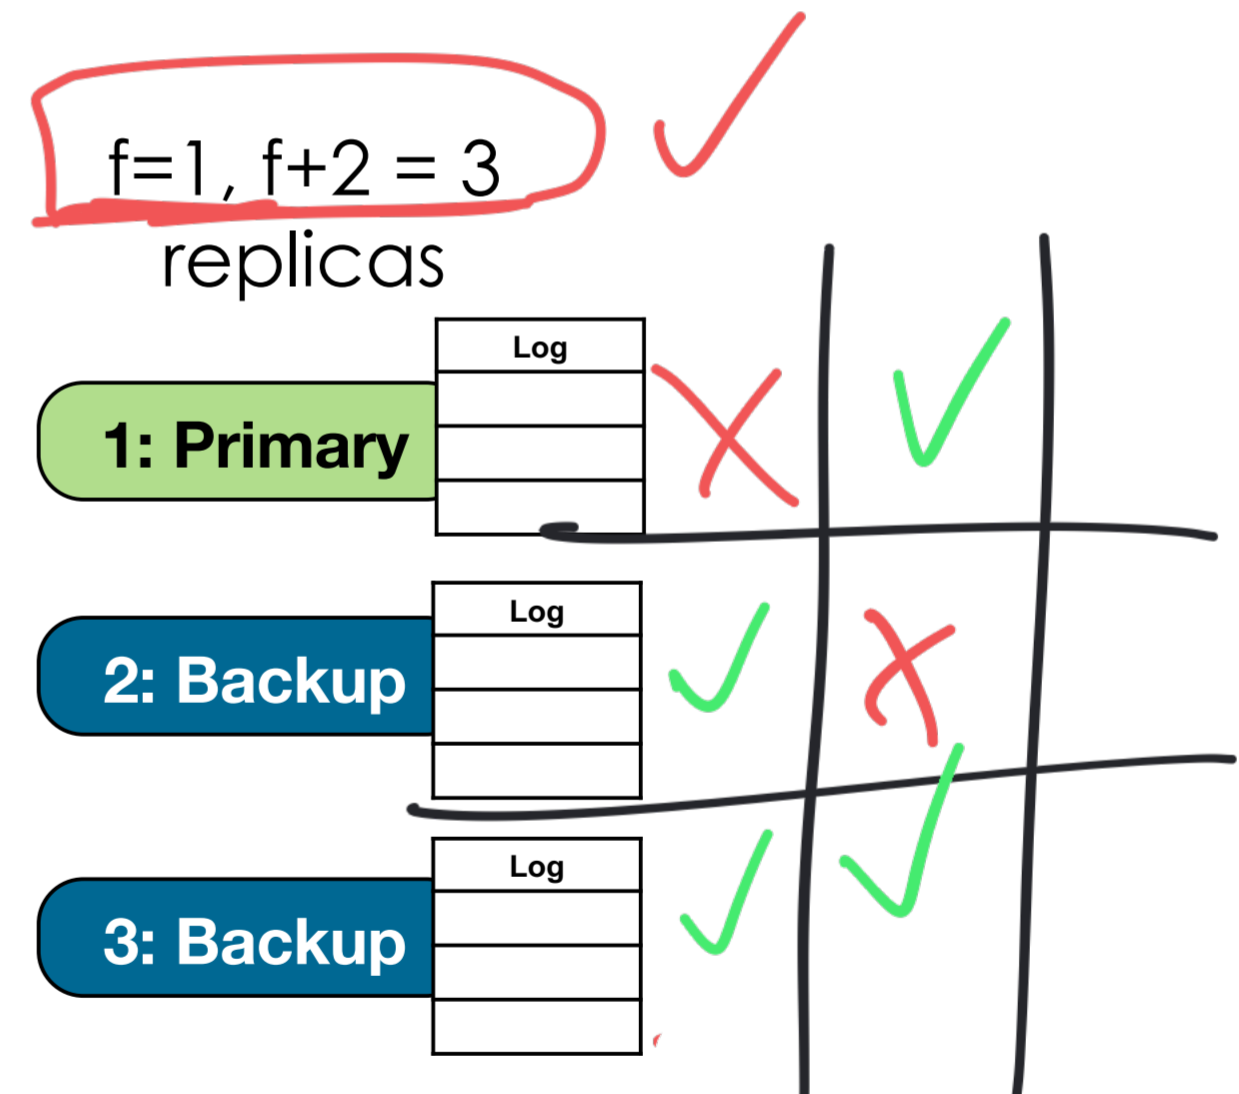 f=1, f+2 = 3
replicas
Log
1: Primary
Log
2: Backup
Log
3: Backup